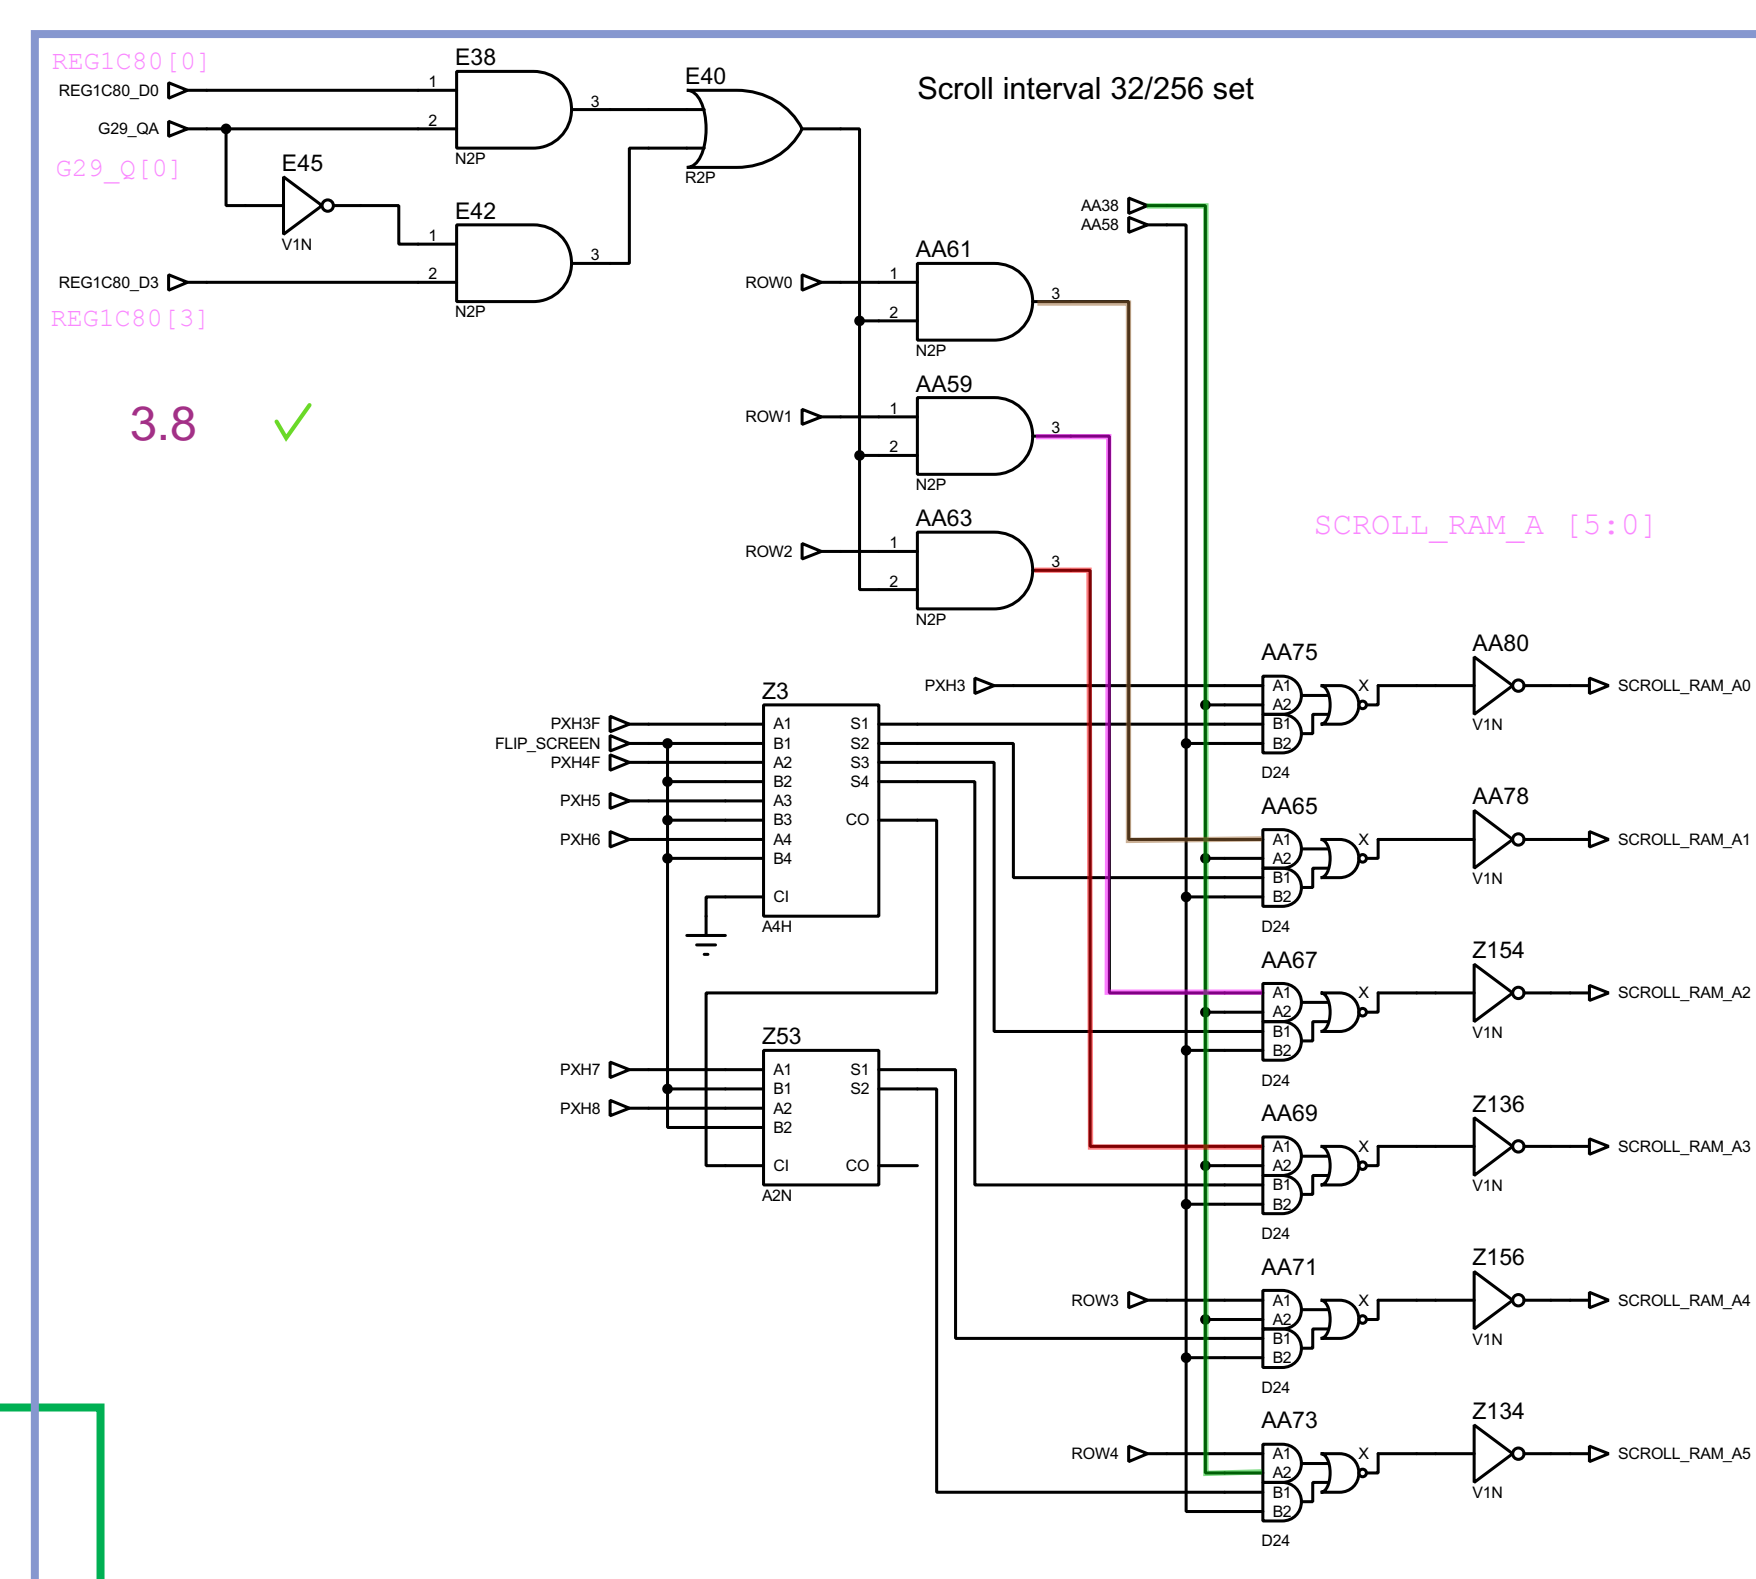 REG1C80[0]
REG1C80_D0
G29_QA
G29_Q[0]
E38
1
2
3
N2P
E45
V1N
E42
1
2
3
N2P
REG1C80_D3
REG1C80[3]
E40
R2P
Scroll interval 32/256 set
3.8
AA38
AA58
AA61
ROW0
1
2
3
N2P
AA59
ROW1
1
2
3
N2P
AA63
ROW2
1
2
3
N2P
SCROLL_RAM_A [5:0]
Z3
PXH3F
FLIP_SCREEN
PXH4F
PXH5
PXH6
A1
B1
A2
B2
A3
B3
A4
B4
CI
S1
S2
S3
S4
CO
A4H
Z53
PXH7
PXH8
A1
B1
A2
B2
CI
S1
S2
CO
A2N
PXH3
AA75
A1
A2
B1
B2
X
D24
AA80
V1N
SCROLL_RAM_A0
AA65
A1
A2
B1
B2
X
D24
AA78
V1N
SCROLL_RAM_A1
AA67
A1
A2
B1
B2
X
D24
Z154
V1N
SCROLL_RAM_A2
AA69
A1
A2
B1
B2
X
D24
Z136
V1N
SCROLL_RAM_A3
ROW3
AA71
A1
A2
B1
B2
X
D24
Z156
V1N
SCROLL_RAM_A4
ROW4
AA73
A1
A2
B1
B2
X
D24
Z134
V1N
SCROLL_RAM_A5